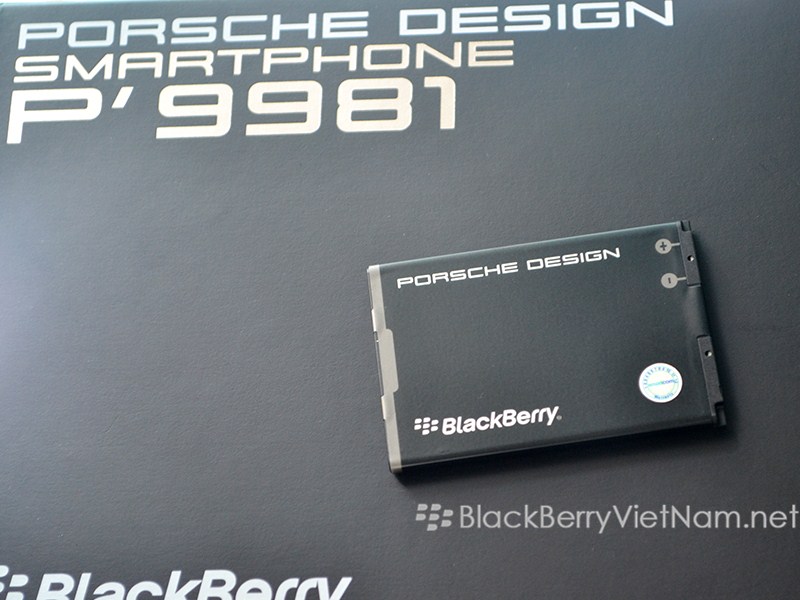 PORSCHE DESIGN
SMARTPHONE
P'9981
PORSCHE DESIGN
+
-
BlackBerry®
BlackBerryVietNam.net
BlackBerry